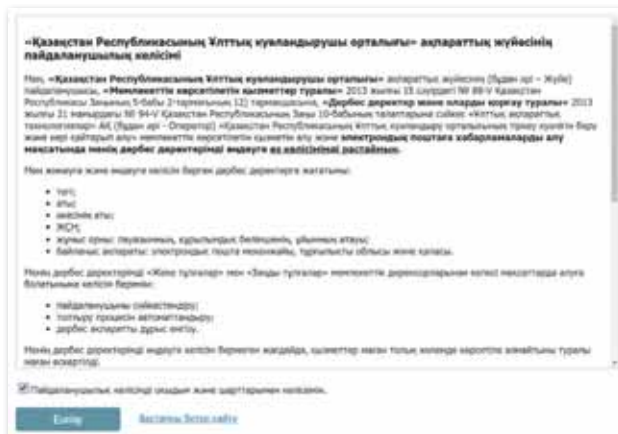 «Қазақстан Республикасының Ұлттық куәландырушы орталығы» ақпараттық жүйесінің
пайдаланушылық келісімі
Мен, «Қазақстан Республикасының Ұлттық куәландырушы орталығы» ақпараттық жүйесінің (бұдан әрі – Жүйе)
пайдаланушысы, «Мемлекеттік көрсетілетін қызметтер туралы» 2013 жылғы 15 сәуірдегі № 88-V Қазақстан
Республикасы Заңының 5-бабы 2-тармағының 12) тармақшасына, «Дербес деректер және оларды қорғау туралы» 2013
жылғы 21 мамырдағы № 94-V Қазақстан Республикасының Заңы 10-бабының талаптарына сәйкес «Ұлттық ақпараттық
технологиялар» АҚ (бұдан әрі - Оператор) «Қазақстан Республикасының Ұлттық куәландыру орталығының тіркеу куәлігін беру
және кері қайтарып алу» мемлекеттік көрсетілетін қызметін алу және электрондық поштаға хабарламаларды алу
мақсатында менің дербес деректерімді өңдеуге өз келісімімді растаймын.
Мен жинауға және өңдеуге келісім берген дербес деректерге жататыны:
• тегі;
• аты;
• әкесінің аты;
• ЖСН;
• жұмыс орны: лауазымның, құрылымдық бөлімшенің, ұйымның атауы;
• байланыс ақпараты: электрондық пошта мекенжайы, тұрғылықты облысы және қаласы.
Менің дербес деректерімді «Жеке тұлғалар» мен «Заңды тұлғалар» мемлекеттік дерекқорларынан келесі мақсаттарда алуға
болатынына келісім беремін:
• пайдаланушыны сәйкестендіру;
• толтыру процесін автоматтандыру;
• дербес ақпаратты дұрыс енгізу.
Менің дербес деректерімді өңдеуге келісім бермеген жағдайда, қызметтер маған толық көлемде көрсетіле алмайтыны туралы
маған ескертілді.
Пайдаланушылық келісімді оқыдым және шарттарымен келісемін.
Бастапқы бетке қайту